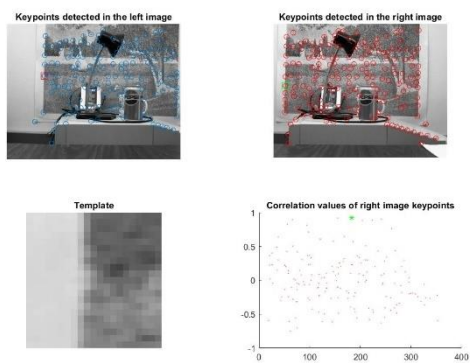 Keypoints detected in the left image
Keypoints detected in the right image
Template
Correlation values of right image keypoints
1
0.5
0
-0.5
-1
0 100 200 300 400